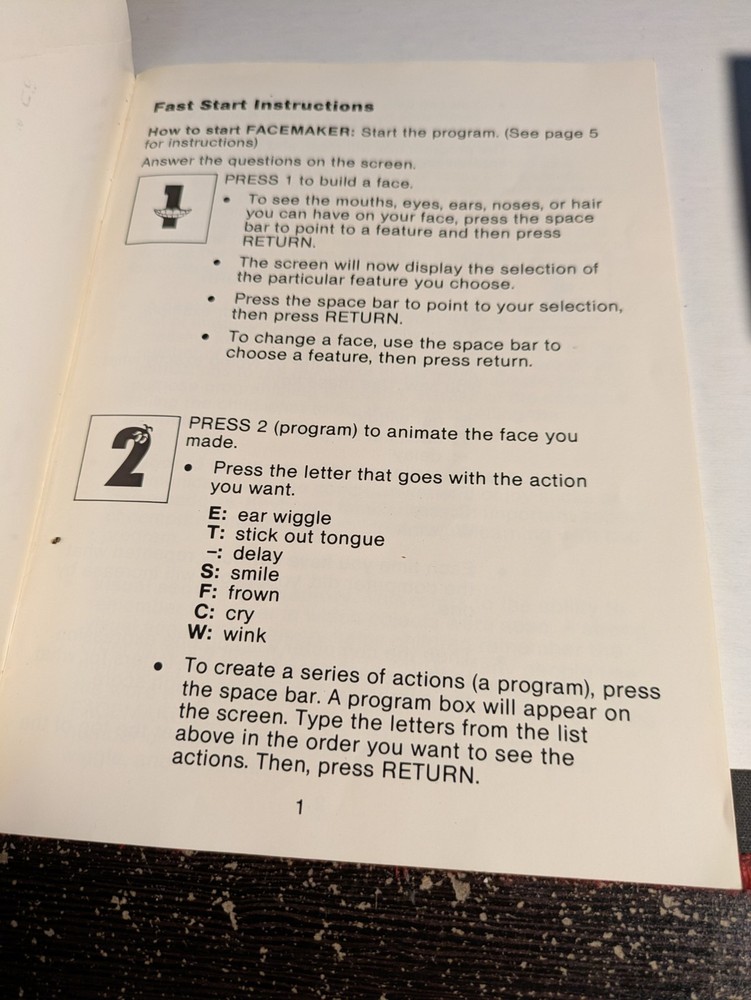 Fast Start Instructions
How to start FACEMAKER: Start the program. (See page 5
for instructions)
Answer the questions on the screen.
1
PRESS 1 to build a face.
• To see the mouths, eyes, ears, noses, or hair
you can have on your face, press the space
bar to point to a feature and then press
RETURN.
• The screen will now display the selection of
the particular feature you choose.
• Press the space bar to point to your selection,
then press RETURN.
• To change a face, use the space bar to
choose a feature, then press return.
2
PRESS 2 (program) to animate the face you
made.
• Press the letter that goes with the action
you want.
E: ear wiggle
T: stick out tongue
–: delay
S: smile
F: frown
C: cry
W: wink
• To create a series of actions (a program), press
the space bar. A program box will appear on
the screen. Type the letters from the list
above in the order you want to see the
actions. Then, press RETURN.
1